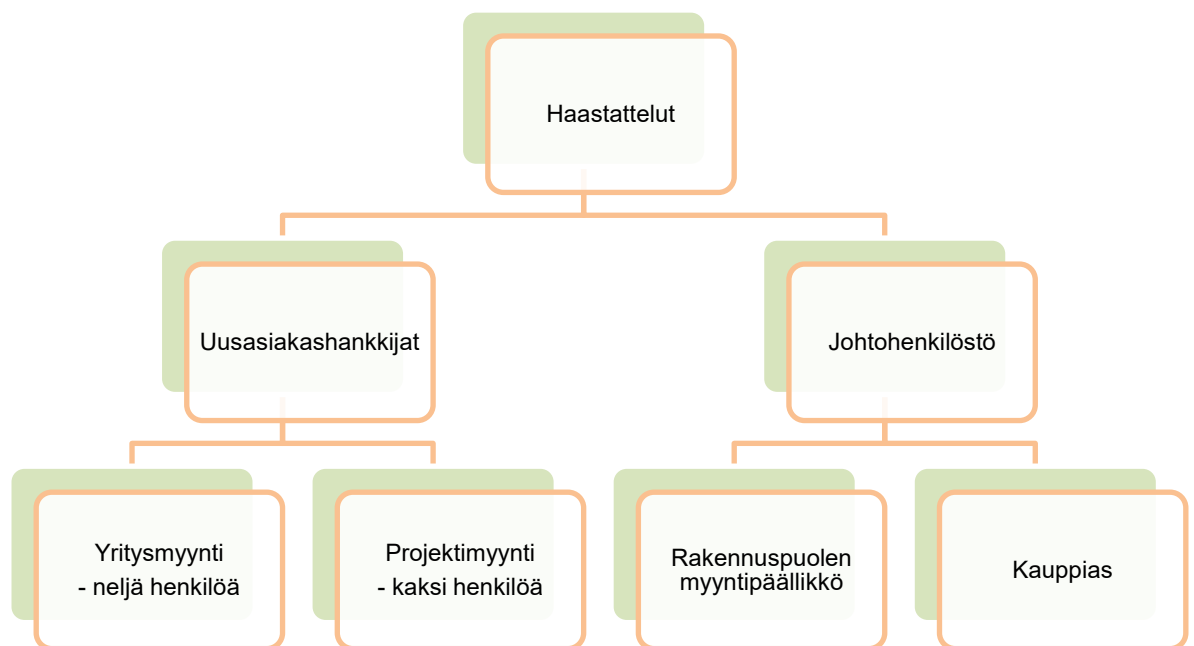 Haastattelut
Uusasiakashankkijat
Johtohenkilöstö
Yritysmyynti
- neljä henkilöä
Projektimyynti
- kaksi henkilöä
Rakennuspuolen
myyntipäällikkö
Kauppias